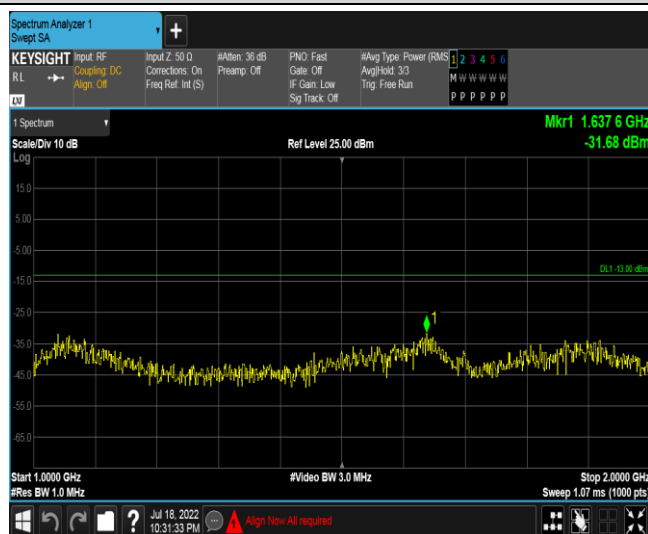 Spectrum Analyzer 1
Swept SA
+
KEYSIGHT
RL
LXI
Input: RF
Coupling: DC
Align: Off
Input Z: 50 Ω
Corrections: On
Freq Ref: Int (S)
#Atten: 36 dB
Preamp: Off
PNO: Fast
Gate: Off
IF Gain: Low
Sig Track: Off
#Avg Type: Power (RMS
Avg|Hold: 3/3
Trig: Free Run
1 2 3 4 5 6
M W W W W W
P P P P P P
1 Spectrum
Scale/Div 10 dB
Ref Level 25.00 dBm
Mkr1 1.637 6 GHz
-31.68 dBm
Log
15.0
5.00
-5.00
DL1 -13.00 dBm
-15.0
-25.0
1
-35.0
-45.0
-55.0
-65.0
Start 1.0000 GHz
#Video BW 3.0 MHz
Stop 2.0000 GHz
#Res BW 1.0 MHz
Sweep 1.07 ms (1000 pts)
?
Jul 18, 2022
10:31:33 PM
Align Now All required